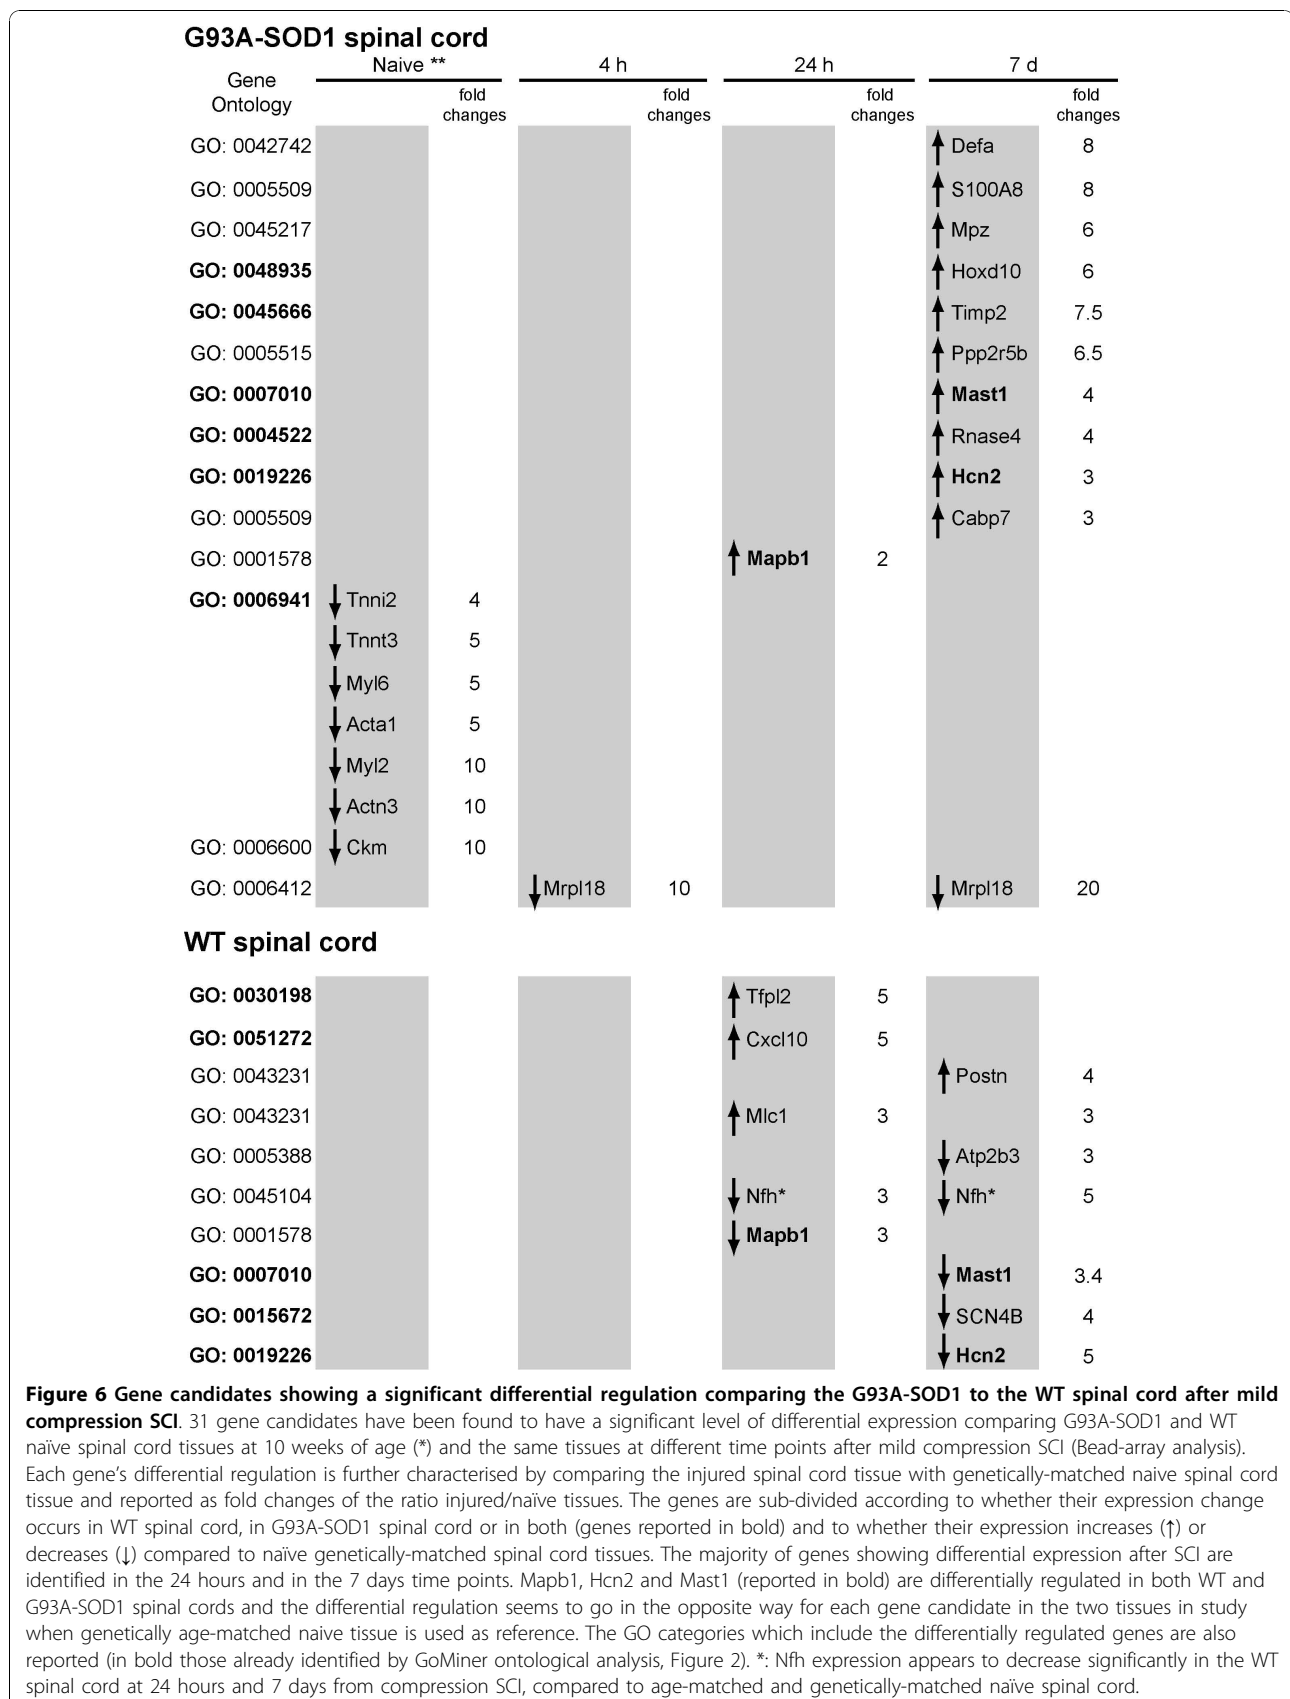 G93A-SOD1 spinal cord
Naive ** 4 h 24 h 7 d
Gene Ontology fold changes fold changes fold changes fold changes
GO: 0042742 ↑ Defa 8
GO: 0005509 ↑ S100A8 8
GO: 0045217 ↑ Mpz 6
GO: 0048935 ↑ Hoxd10 6
GO: 0045666 ↑ Timp2 7.5
GO: 0005515 ↑ Ppp2r5b 6.5
GO: 0007010 ↑ Mast1 4
GO: 0004522 ↑ Rnase4 4
GO: 0019226 ↑ Hcn2 3
GO: 0005509 ↑ Cabp7 3
GO: 0001578 ↑ Mapb1 2
GO: 0006941 ↓ Tnni2 4
↓ Tnnt3 5
↓ Myl6 5
↓ Acta1 5
↓ Myl2 10
↓ Actn3 10
GO: 0006600 ↓ Ckm 10
GO: 0006412 ↓ Mrpl18 10 ↓ Mrpl18 20
WT spinal cord
GO: 0030198 ↑ Tfpl2 5
GO: 0051272 ↑ Cxcl10 5
GO: 0043231 ↑ Postn 4
GO: 0043231 ↑ Mlc1 3 3
GO: 0005388 ↓ Atp2b3 3
GO: 0045104 ↓ Nfh* 3 ↓ Nfh* 5
GO: 0001578 ↓ Mapb1 3
GO: 0007010 ↓ Mast1 3.4
GO: 0015672 ↓ SCN4B 4
GO: 0019226 ↓ Hcn2 5
Figure 6 Gene candidates showing a significant differential regulation comparing the G93A-SOD1 to the WT spinal cord after mild
compression SCI. 31 gene candidates have been found to have a significant level of differential expression comparing G93A-SOD1 and WT
naïve spinal cord tissues at 10 weeks of age (*) and the same tissues at different time points after mild compression SCI (Bead-array analysis).
Each gene's differential regulation is further characterised by comparing the injured spinal cord tissue with genetically-matched naive spinal cord
tissue and reported as fold changes of the ratio injured/naïve tissues. The genes are sub-divided according to whether their expression change
occurs in WT spinal cord, in G93A-SOD1 spinal cord or in both (genes reported in bold) and to whether their expression increases (↑) or
decreases (↓) compared to naïve genetically-matched spinal cord tissues. The majority of genes showing differential expression after SCI are
identified in the 24 hours and in the 7 days time points. Mapb1, Hcn2 and Mast1 (reported in bold) are differentially regulated in both WT and
G93A-SOD1 spinal cords and the differential regulation seems to go in the opposite way for each gene candidate in the two tissues in study
when genetically age-matched naive tissue is used as reference. The GO categories which include the differentially regulated genes are also
reported (in bold those already identified by GoMiner ontological analysis, Figure 2). *: Nfh expression appears to decrease significantly in the WT
spinal cord at 24 hours and 7 days from compression SCI, compared to age-matched and genetically-matched naïve spinal cord.